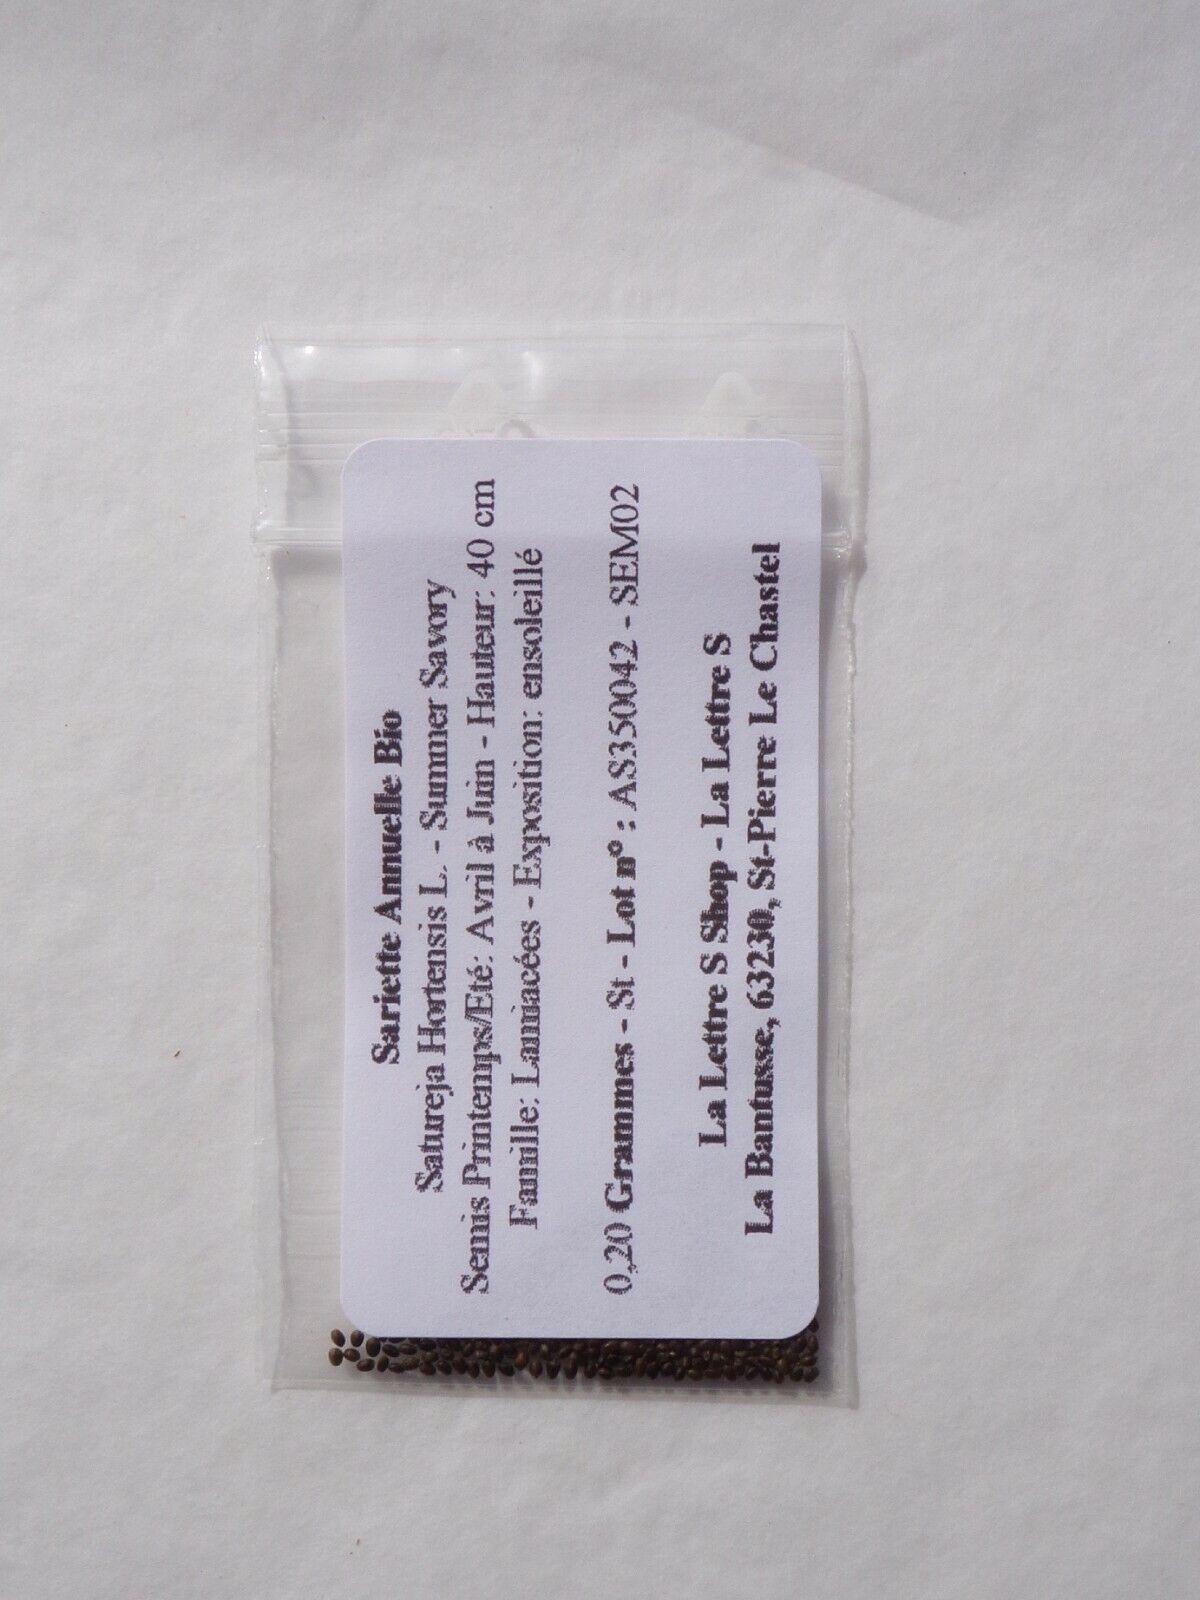 Sariette Annuelle Bio
Satureja Hortensis L. - Summer Savory
Semis Printemps/Eté: Avril à Juin - Hauteur: 40 cm
Famille: Lamiacées - Exposition: ensoleillé
0,20 Grammes - St - Lot n° : AS350042 - SEM02
La Lettre S Shop - La Lettre S
La Bantusse, 63230, St-Pierre Le Chastel